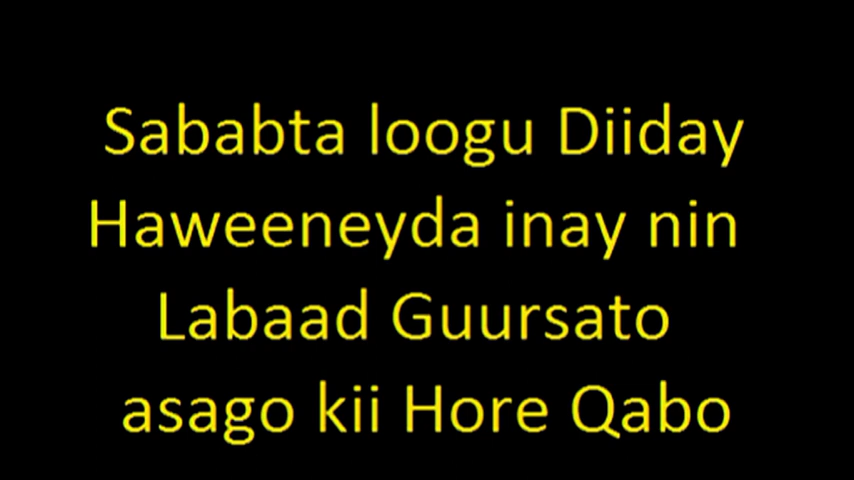 Sababta loogu Diiday
Haweeneyda inay nin
Labaad Guursato
asago kii Hore Qabo